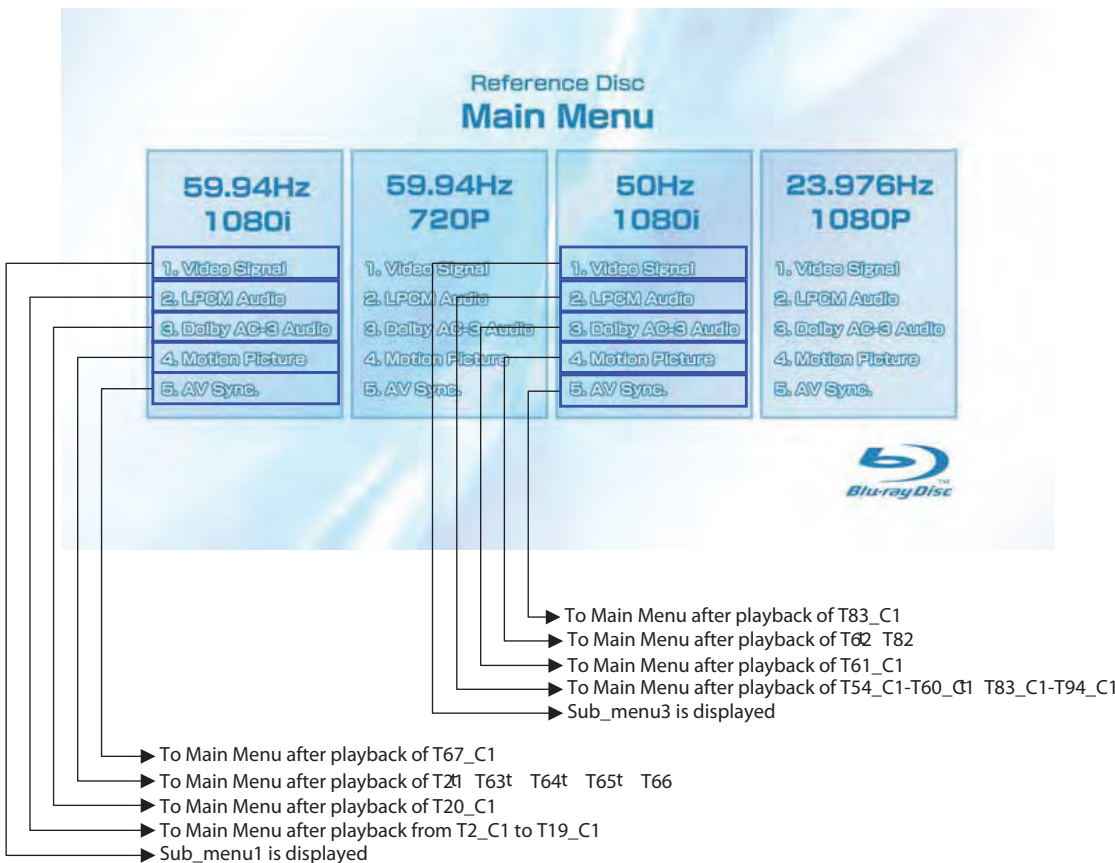 Reference Disc
Main Menu
59.94Hz
1080i
1. Video Signal
2. LPCM Audio
3. Dolby AC-3 Audio
4. Motion Picture
5. AV Sync.
59.94Hz
720P
1. Video Signal
2. LPCM Audio
3. Dolby AC-3 Audio
4. Motion Picture
5. AV Sync.
50Hz
1080i
1. Video Signal
2. LPCM Audio
3. Dolby AC-3 Audio
4. Motion Picture
5. AV Sync.
23.976Hz
1080P
1. Video Signal
2. LPCM Audio
3. Dolby AC-3 Audio
4. Motion Picture
5. AV Sync.
Blu-ray Disc™
To Main Menu after playback of T83_C1
To Main Menu after playback of T62 T82
To Main Menu after playback of T61_C1
To Main Menu after playback of T54_C1-T60_C1 T83_C1-T94_C1
Sub_menu3 is displayed
To Main Menu after playback of T67_C1
To Main Menu after playback of T21 T63t T64t T65t T66
To Main Menu after playback of T20_C1
To Main Menu after playback from T2_C1 to T19_C1
Sub_menu1 is displayed